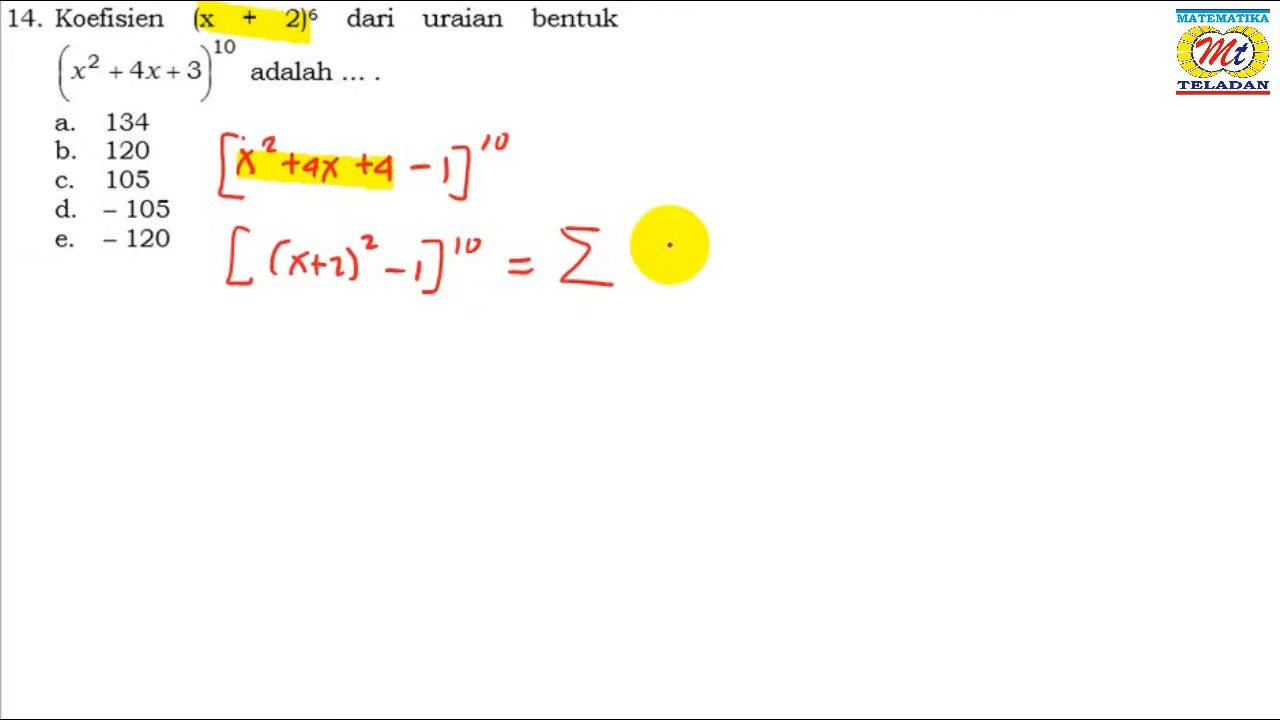 14. Koefisien (x + 2)⁶ dari uraian bentuk
(x² + 4x + 3)¹⁰ adalah ... .
a. 134
b. 120
c. 105
d. – 105
e. – 120
[x² + 4x + 4 - 1]¹⁰
[(x+2)² - 1]¹⁰ = Σ
MATEMATIKA
Mt
TELADAN